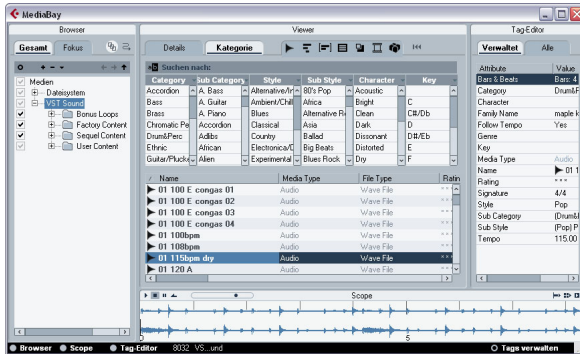 MediaBay
Browser
Viewer
Tag-Editor
Gesamt Fokus
Details Kategorie
Verwaltet Alle
Medien
Dateisystem
VST Sound
Bonus Loops
Factory Content
Sequel Content
User Content
Suchen nach:
Category Sub Category Style Sub Style Character Key
Accordion A. Bass Alternative/In 80's Pop Acoustic
Bass A. Guitar Ambient/Chill Africa Bright C
Brass A. Piano Blues Alternative R Clean C#/Db
Chromatic Pe Accordion Classical Asia Dark D
Drum&Perc Adlibs Country Ballad Dissonant D#/Eb
Ethnic African Electronica/D Big Beats Distorted E
Guitar/Plucke Alien Experimental Blues Rock Dry F
/ Name Media Type File Type Ratin
01 100 E congas 01 Audio Wave File ***
01 100 E congas 02 Audio Wave File ***
01 100 E congas 03 Audio Wave File ***
01 100 E congas 04 Audio Wave File ***
01 100bpm Audio Wave File ***
01 108bpm Audio Wave File ***
01 115bpm dry Audio Wave File ***
01 120 A Audio Wave File ***
Attribute Value
Bars & Beats Bars: 4
Category Drum&F
Character
Family Name maple k
Follow Tempo Yes
Genre
Key
Media Type Audio
Name 01 1
Rating ***
Signature 4/4
Style Pop
Sub Category (Drum&
Sub Style (Pop) P
Tempo 115.00
Scope
0 5
Browser Scope Tag-Editor 8032 VS...und Tags verwalten